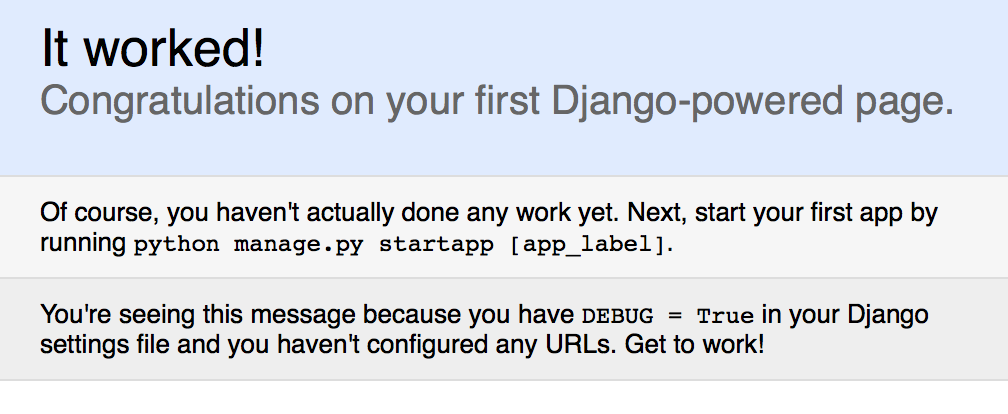 It worked!
Congratulations on your first Django-powered page.
Of course, you haven't actually done any work yet. Next, start your first app by
running python manage.py startapp [app_label].
You're seeing this message because you have DEBUG = True in your Django
settings file and you haven't configured any URLs. Get to work!